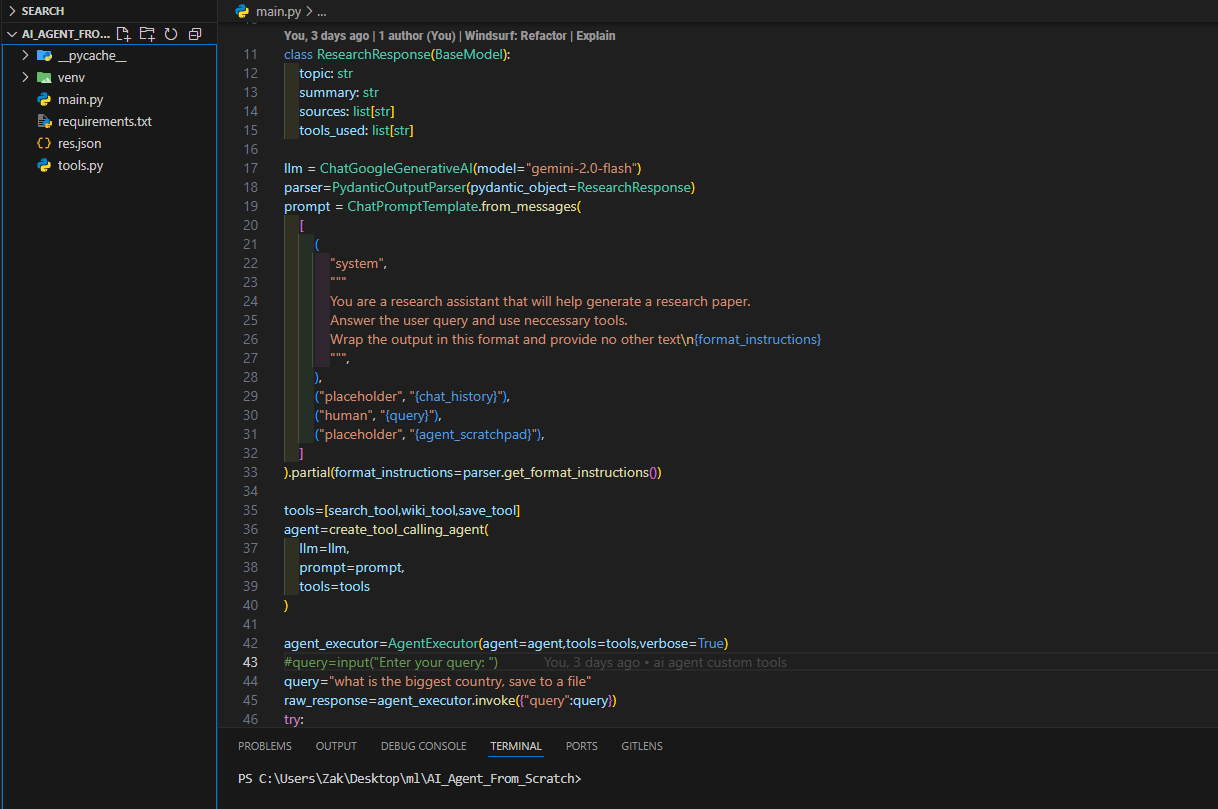 SEARCH
AI_AGENT_FRO...
__pycache__
venv
main.py
requirements.txt
res.json
tools.py
main.py > ...
You, 3 days ago | 1 author (You) | Windsurf: Refactor | Explain
11 class ResearchResponse(BaseModel):
12     topic: str
13     summary: str
14     sources: list[str]
15     tools_used: list[str]
16
17 llm = ChatGoogleGenerativeAI(model="gemini-2.0-flash")
18 parser=PydanticOutputParser(pydantic_object=ResearchResponse)
19 prompt = ChatPromptTemplate.from_messages(
20     [
21         (
22             "system",
23             """
24             You are a research assistant that will help generate a research paper.
25             Answer the user query and use neccessary tools.
26             Wrap the output in this format and provide no other text\n{format_instructions}
27             """,
28         ),
29         ("placeholder", "{chat_history}"),
30         ("human", "{query}"),
31         ("placeholder", "{agent_scratchpad}"),
32     ]
33 ).partial(format_instructions=parser.get_format_instructions())
34
35 tools=[search_tool,wiki_tool,save_tool]
36 agent=create_tool_calling_agent(
37     llm=llm,
38     prompt=prompt,
39     tools=tools
40 )
41
42 agent_executor=AgentExecutor(agent=agent,tools=tools,verbose=True)
43 #query=input("Enter your query: ") You, 3 days ago • ai agent custom tools
44 query="what is the biggest country, save to a file"
45 raw_response=agent_executor.invoke({"query":query})
46 try:
PROBLEMS OUTPUT DEBUG CONSOLE TERMINAL PORTS GITLENS
PS C:\Users\Zak\Desktop\ml\AI_Agent_From_Scratch>